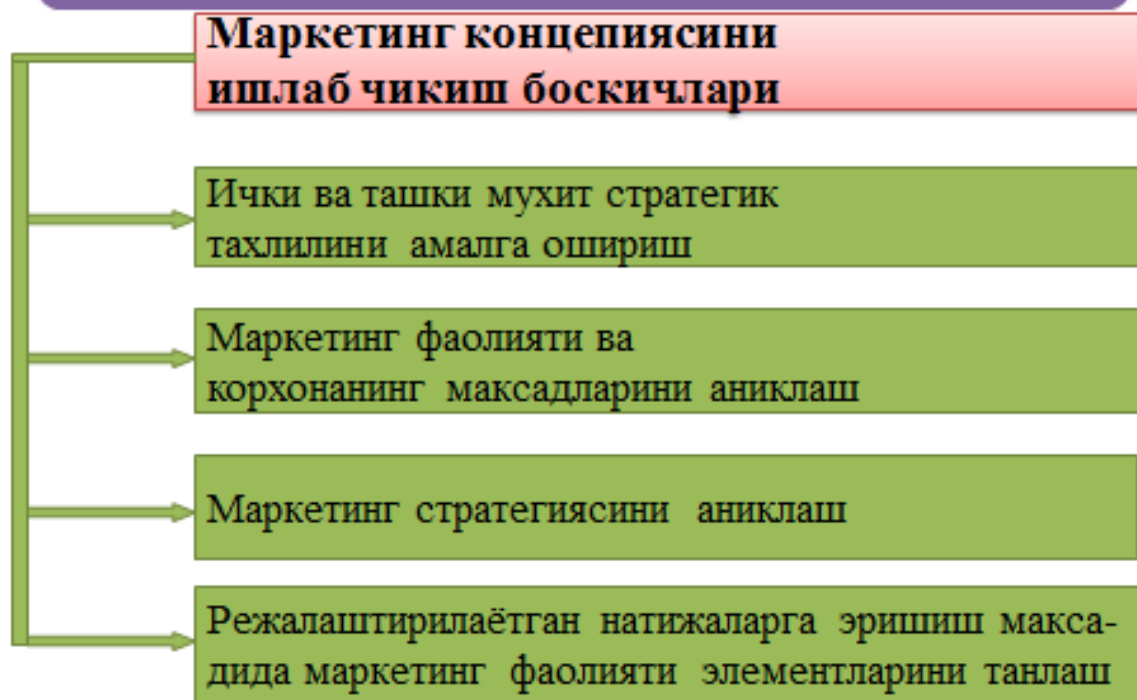 Маркетинг концепиясини
ишлаб чикиш боскичлари
Ички ва ташки мухит стратегик
тахлилини амалга ошириш
Маркетинг фаолияти ва
корхонанинг максадларини аниклаш
Маркетинг стратегиясини аниклаш
Режалаштирилаётган натижаларга эришиш макса-
дида маркетинг фаолияти элементларини танлаш